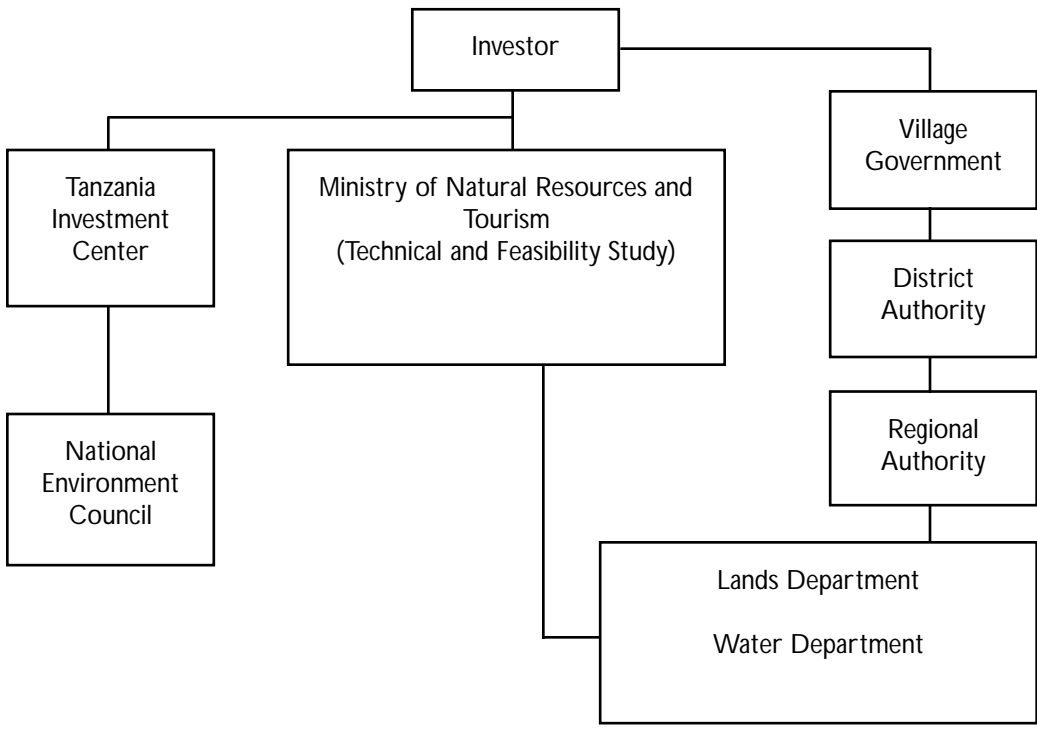 Investor
Village
Government
Tanzania
Investment
Center
Ministry of Natural Resources and
Tourism
(Technical and Feasibility Study)
District
Authority
Regional
Authority
National
Environment
Council
Lands Department
Water Department